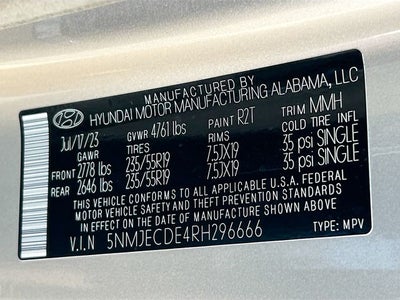 MANUFACTURED BY
HYUNDAI MOTOR MANUFACTURING ALABAMA, LLC
Jul/17/23 GVWR 4761 lbs PAINT R2T TRIM MMH
GAWR TIRES RIMS COLD TIRE INFL
FRONT 2778 lbs 235/55R19 7.5JX19 35 psi SINGLE
REAR 2646 lbs 235/55R19 7.5JX19 35 psi SINGLE
THIS VEHICLE CONFORMS TO ALL APPLICABLE U.S.A. FEDERAL
MOTOR VEHICLE SAFETY AND THEFT PREVENTION STANDARDS
IN EFFECT ON THE DATE OF MANUFACTURE SHOWN ABOVE.
V.I.N 5NMJECDE4RH296666 TYPE: MPV